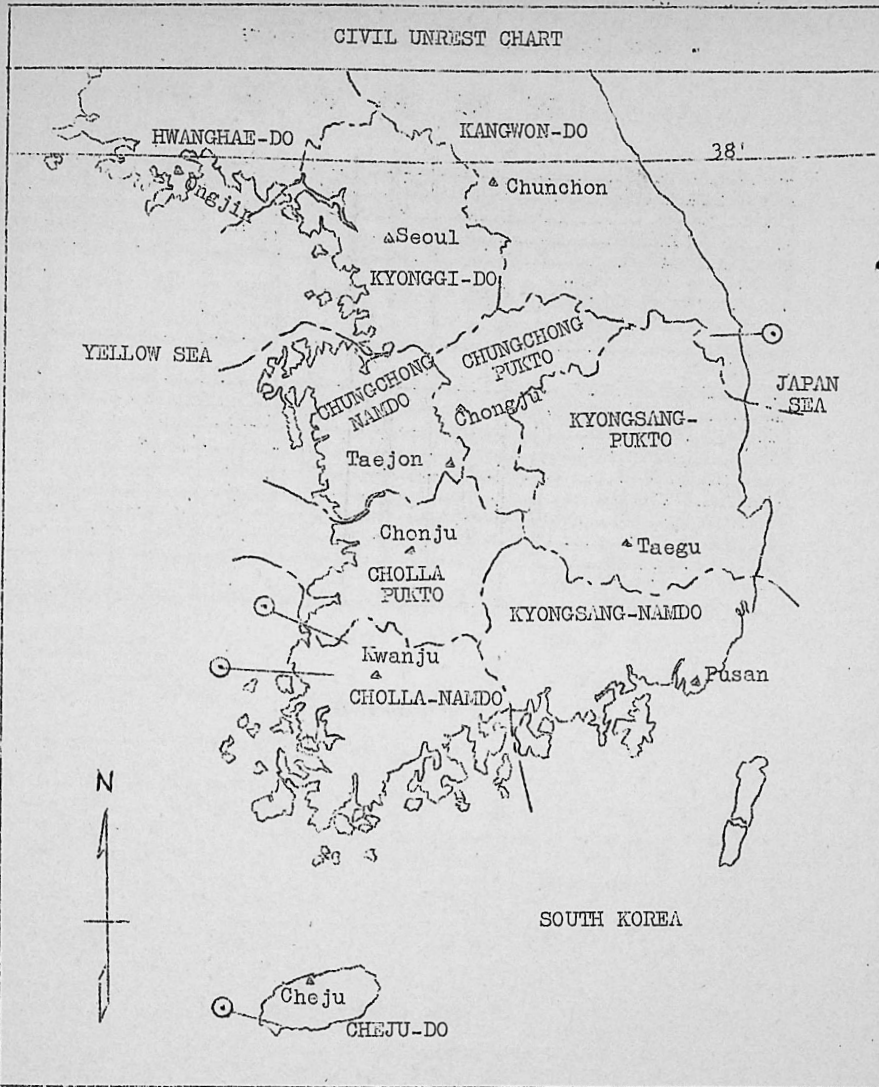 CIVIL UNREST CHART
HWANGHAE-DO
KANGWON-DO
38'
Ongjin
Chunchon
Seoul
KYONGGI-DO
YELLOW SEA
CHUNGCHONG
PUKTO
CHUNGCHONG
NAMDO
JAPAN
SEA
Chongju
KYONGSANG-
PUKTO
Taejon
Chonju
Taegu
CHOLLA
PUKTO
KYONGSANG-NAMDO
Kwanju
Pusan
CHOLLA-NAMDO
N
SOUTH KOREA
Cheju
CHEJU-DO